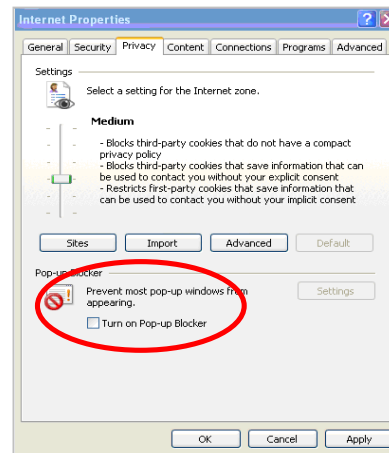 Internet Properties
General Security Privacy Content Connections Programs Advanced
Settings
Select a setting for the Internet zone.
Medium
- Blocks third-party cookies that do not have a compact
privacy policy
- Blocks third-party cookies that save information that can
be used to contact you without your explicit consent
- Restricts first-party cookies that save information that
can be used to contact you without your implicit consent
Sites Import Advanced Default
Pop-up Blocker
Prevent most pop-up windows from
appearing.
Settings
Turn on Pop-up Blocker
OK Cancel Apply